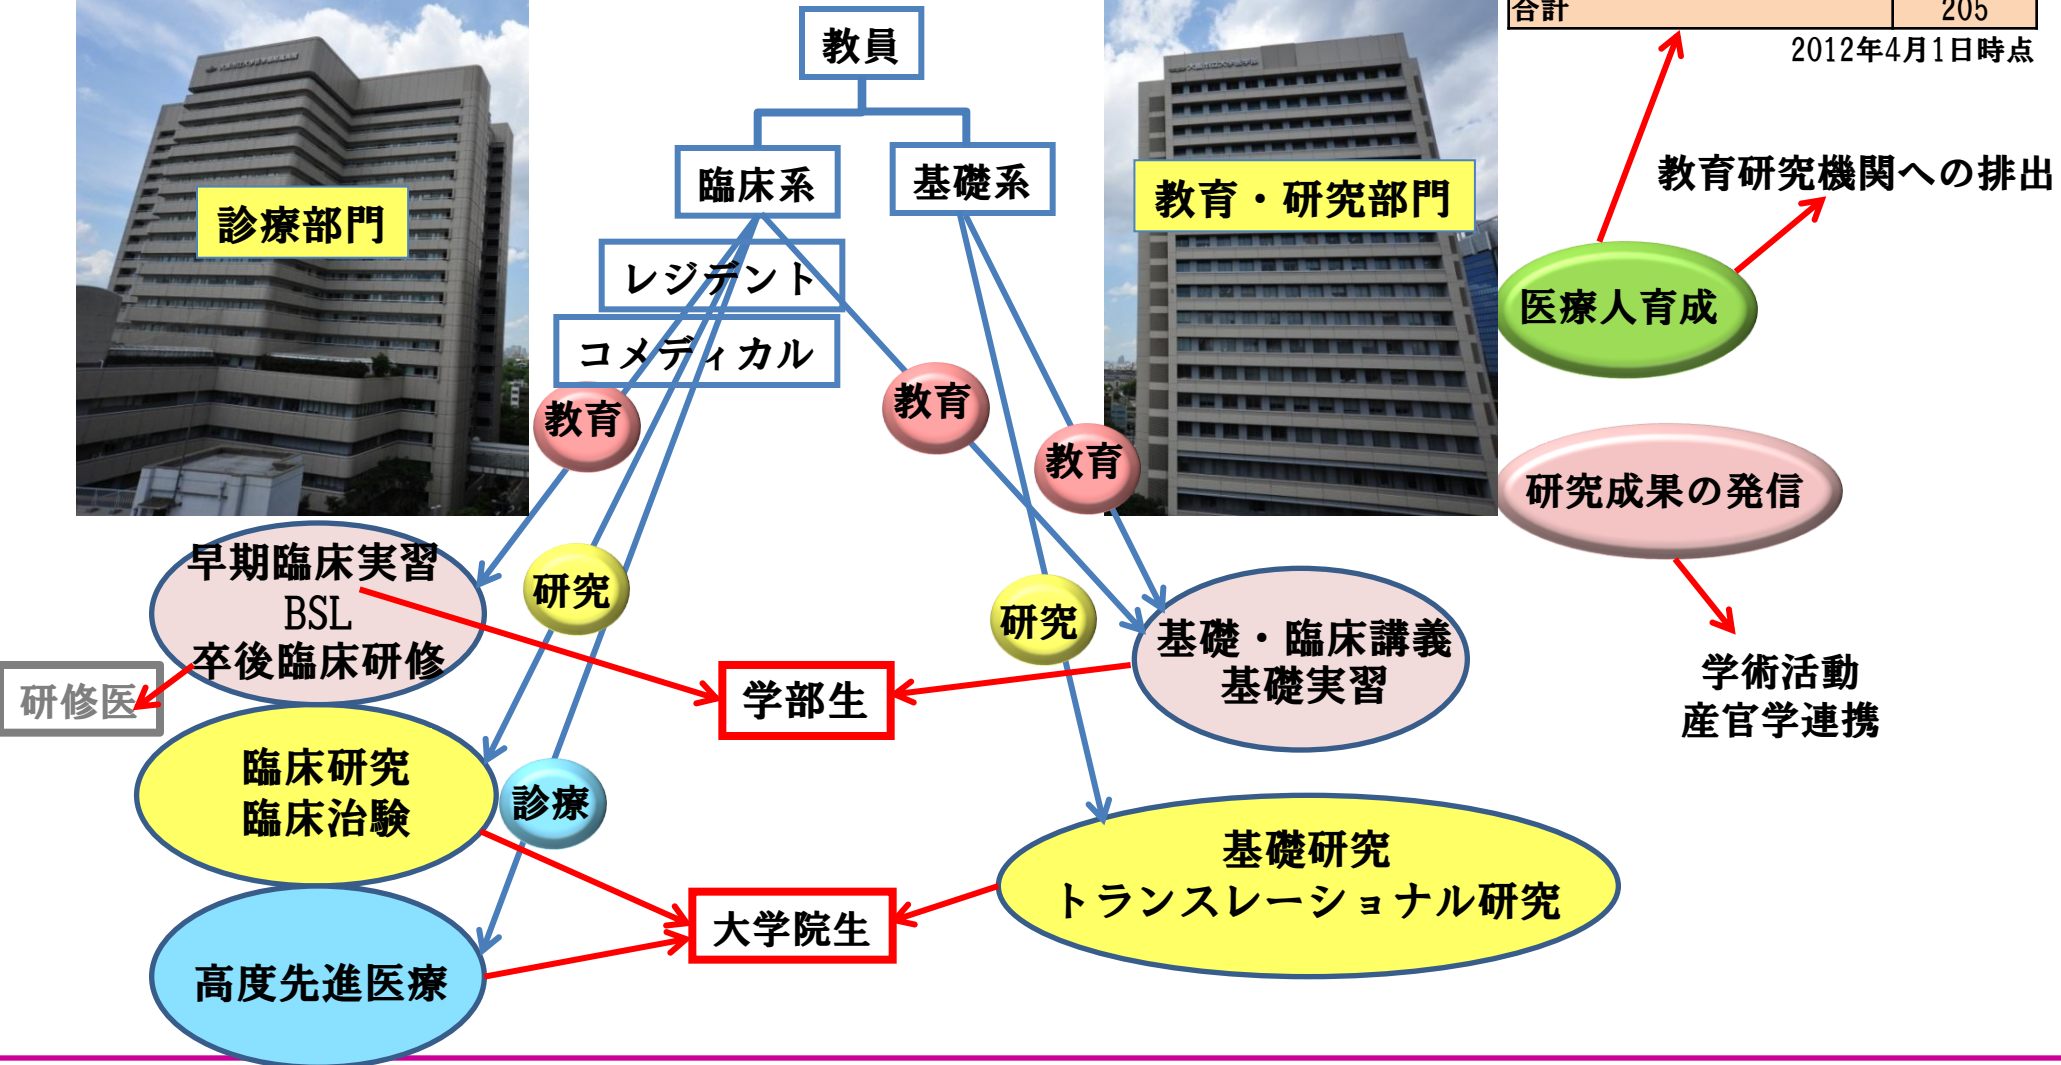 合計 205
2012年4月1日時点
教員
臨床系
基礎系
診療部門
教育・研究部門
教育研究機関への排出
レジデント
コメディカル
医療人育成
教育
教育
教育
研究成果の発信
早期臨床実習
BSL
卒後臨床研修
研究
研究
基礎・臨床講義
基礎実習
研修医
学部生
学術活動
産官学連携
臨床研究
臨床治験
診療
基礎研究
トランスレーショナル研究
大学院生
高度先進医療